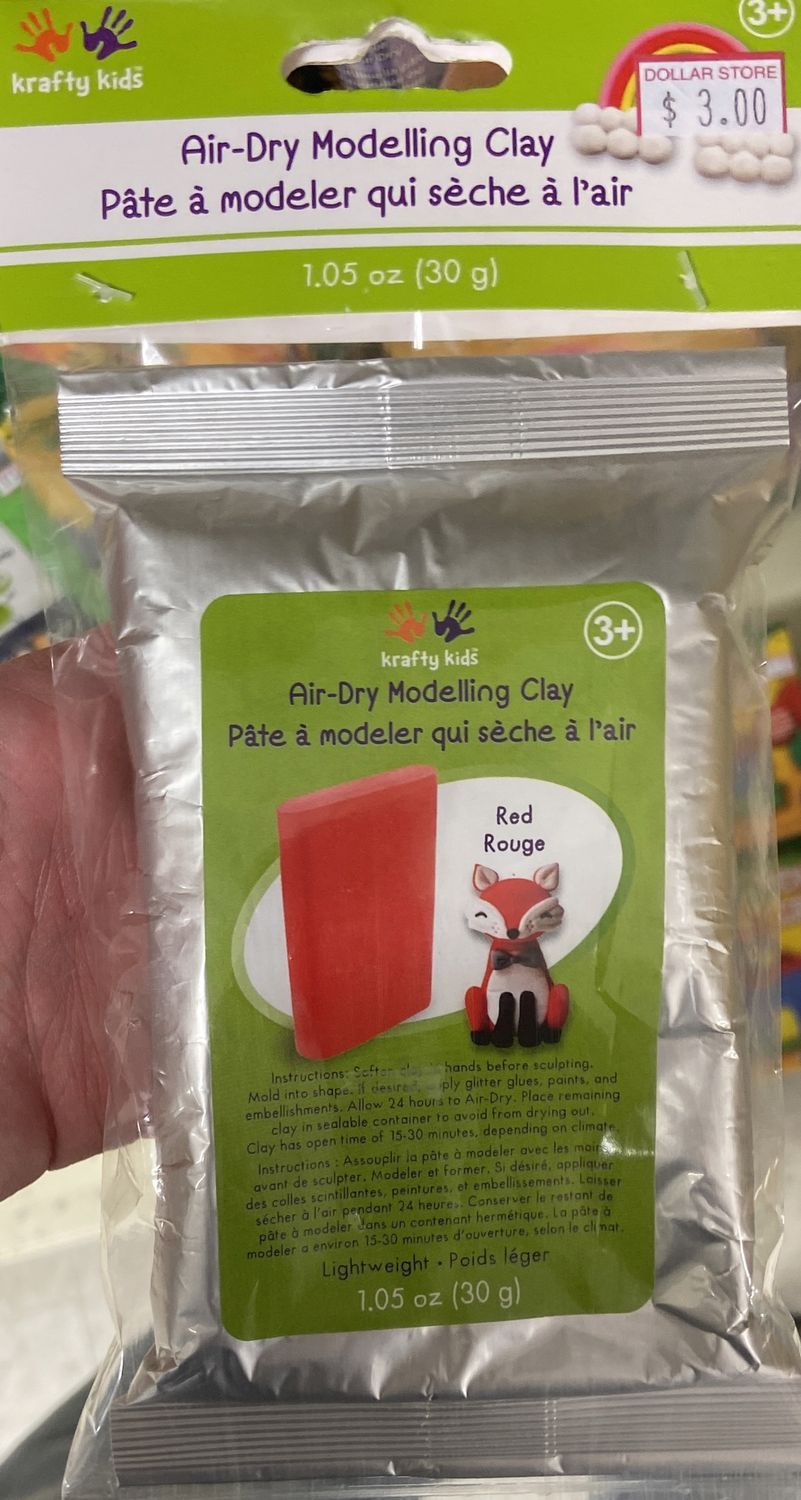 krafty kids™
3+
DOLLAR STORE
$ 3.00
Air-Dry Modelling Clay
Pâte à modeler qui sèche à l'air
1.05 oz (30 g)
krafty kids™
3+
Air-Dry Modelling Clay
Pâte à modeler qui sèche à l'air
Red
Rouge
Instructions: Soften hands before sculpting.
Mold into shape. If desired, glitter glues, paints, and
embellishments. Allow 24 hours to Air-Dry. Place remaining
clay in sealable container to avoid from drying out.
Clay has open time of 15-30 minutes, depending on climate.
Instructions : Assouplir la pâte à modeler avec les mains
avant de sculpter. Modeler et former. Si désiré, appliquer
des colles scintillantes, peintures, et embellissements. Laisser
sécher à l'air pendant 24 heures. Conserver le restant de
pâte à modeler dans un contenant hermétique. La pâte à
modeler a environ 15-30 minutes d'ouverture, selon le climat.
Lightweight • Poids léger
1.05 oz (30 g)